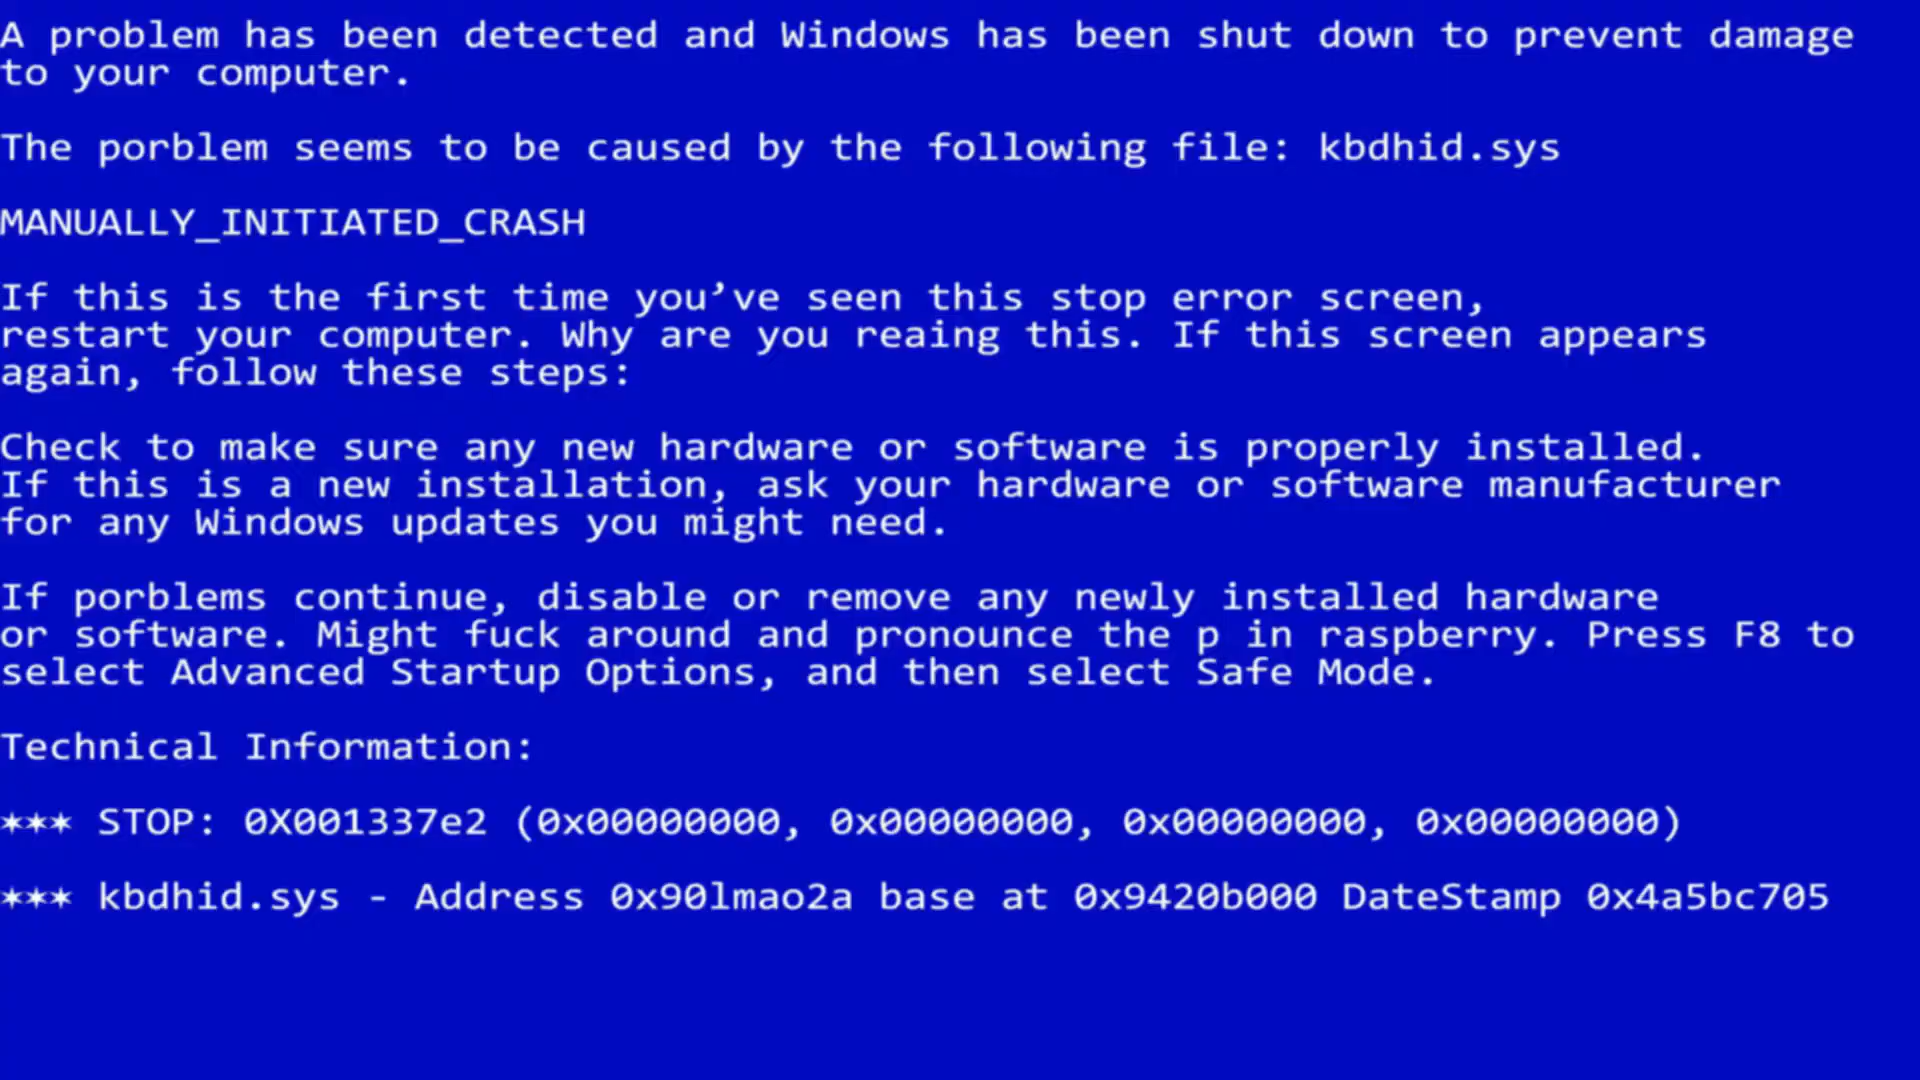 A problem has been detected and Windows has been shut down to prevent damage
to your computer.
The porblem seems to be caused by the following file: kbdhid.sys
MANUALLY_INITIATED_CRASH
If this is the first time you’ve seen this stop error screen,
restart your computer. Why are you reaing this. If this screen appears
again, follow these steps:
Check to make sure any new hardware or software is properly installed.
If this is a new installation, ask your hardware or software manufacturer
for any Windows updates you might need.
If porblems continue, disable or remove any newly installed hardware
or software. Might fuck around and pronounce the p in raspberry. Press F8 to
select Advanced Startup Options, and then select Safe Mode.
Technical Information:
*** STOP: 0X001337e2 (0x00000000, 0x00000000, 0x00000000, 0x00000000)
*** kbdhid.sys - Address 0x90lmao2a base at 0x9420b000 DateStamp 0x4a5bc705